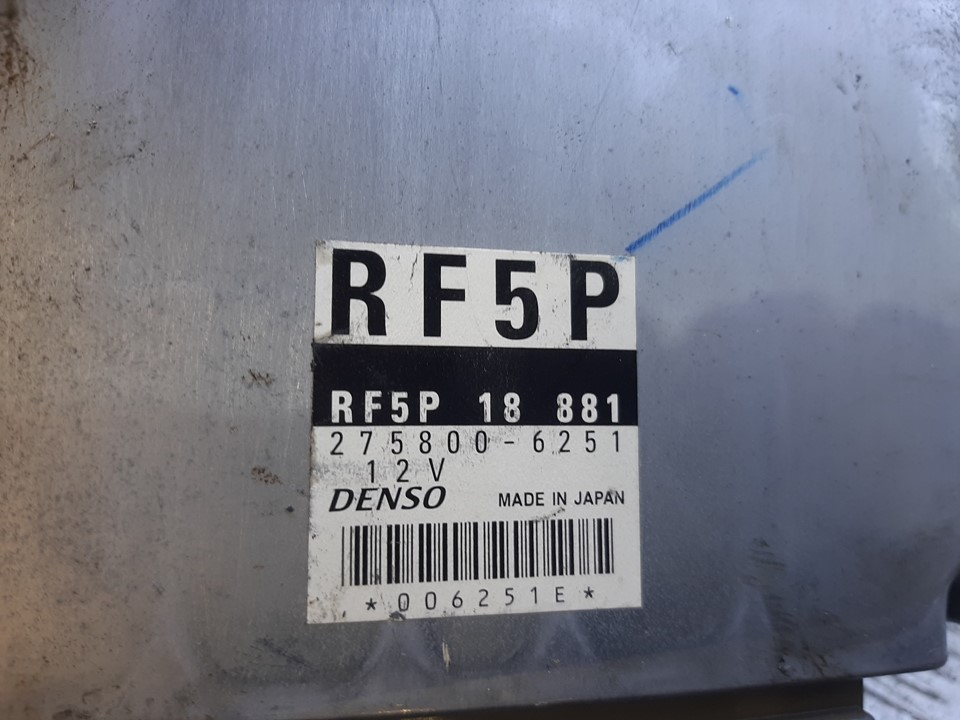 RF5P
RF5P 18 881
275800-6251
12V
DENSO MADE IN JAPAN
*006251E*